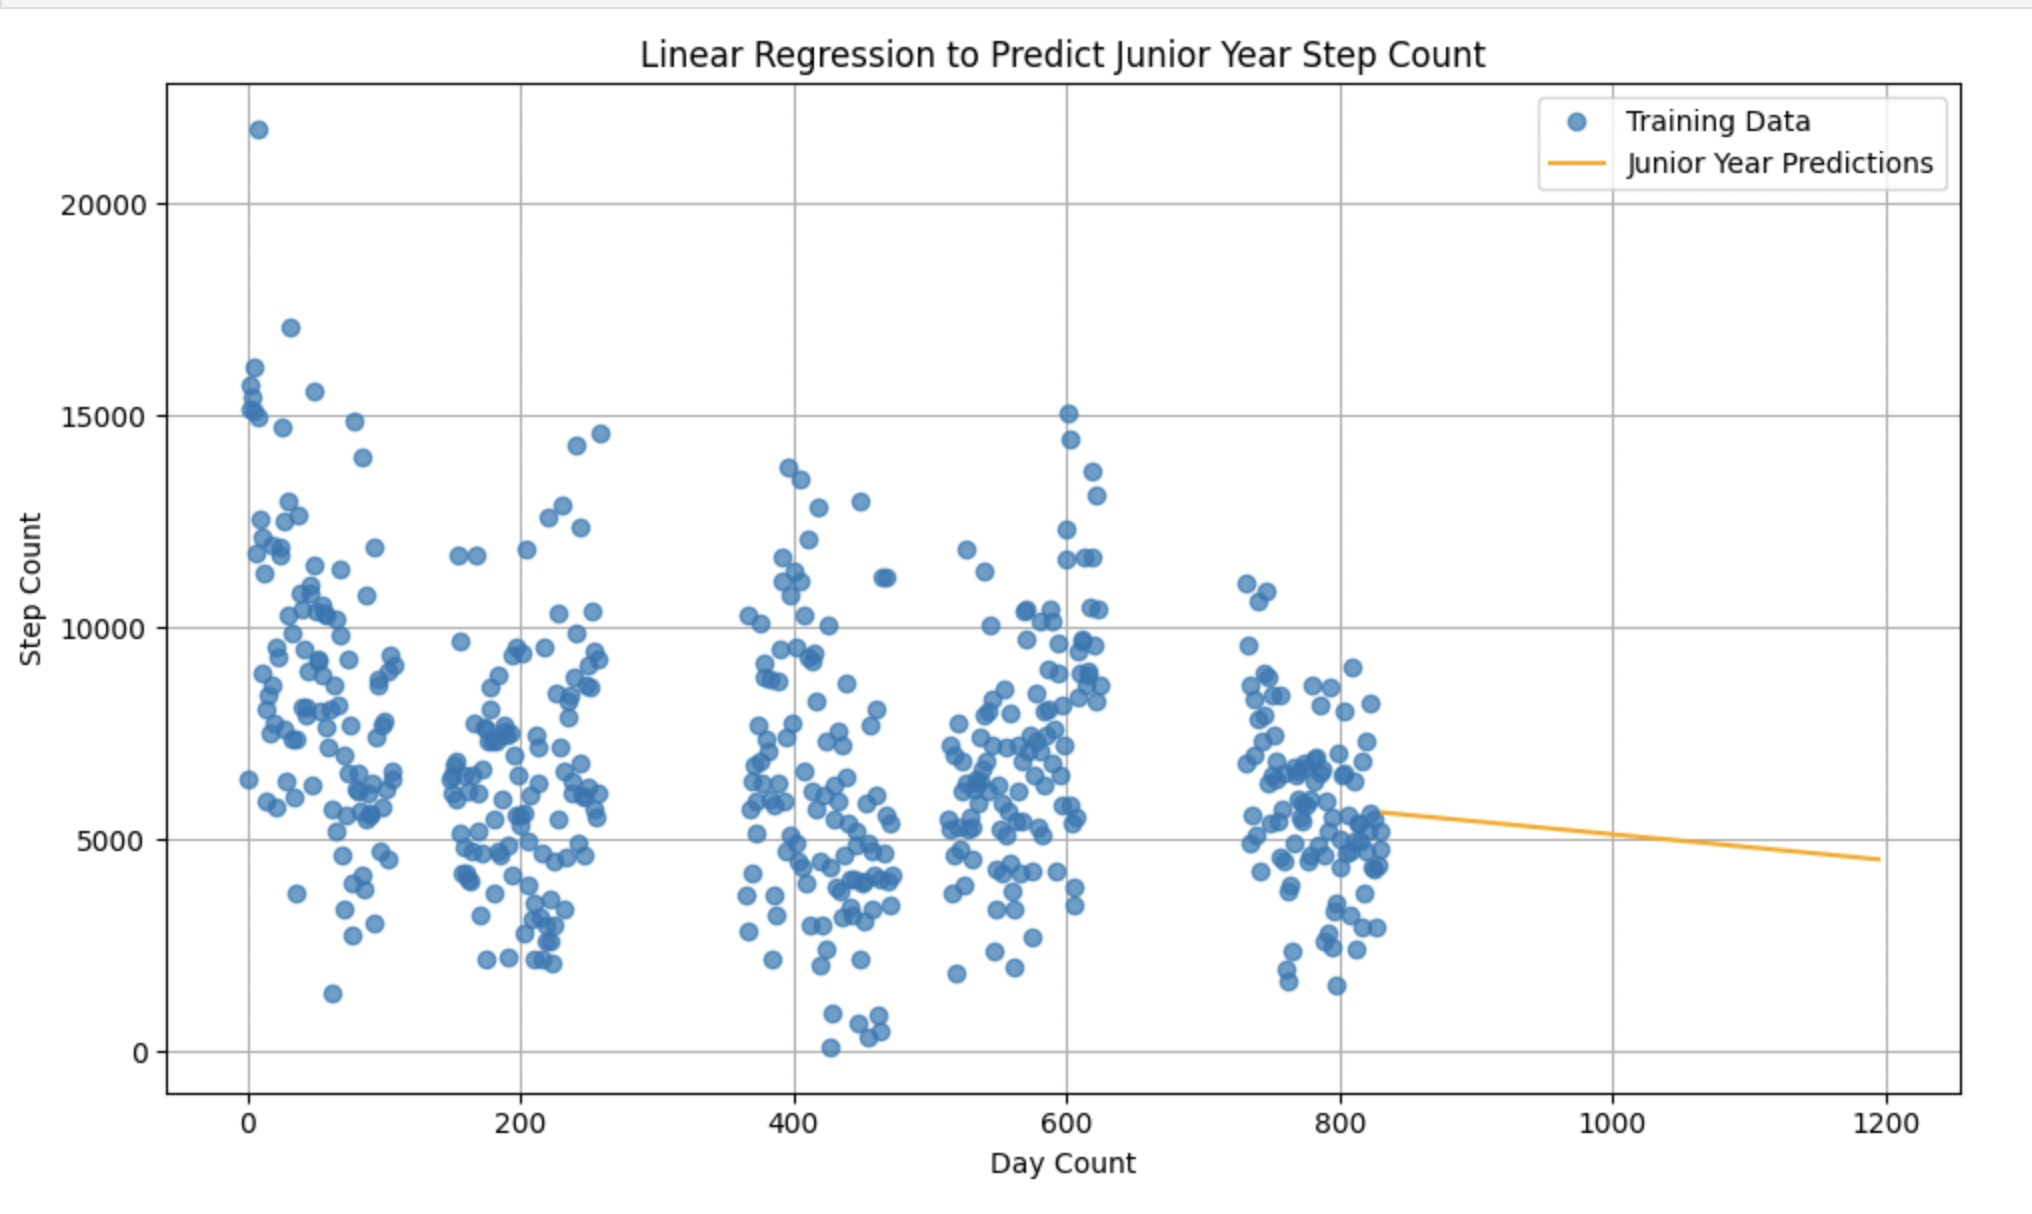 Linear Regression to Predict Junior Year Step Count
Training Data
Junior Year Predictions
20000
15000
10000
5000
0
Step Count
0 200 400 600 800 1000 1200
Day Count